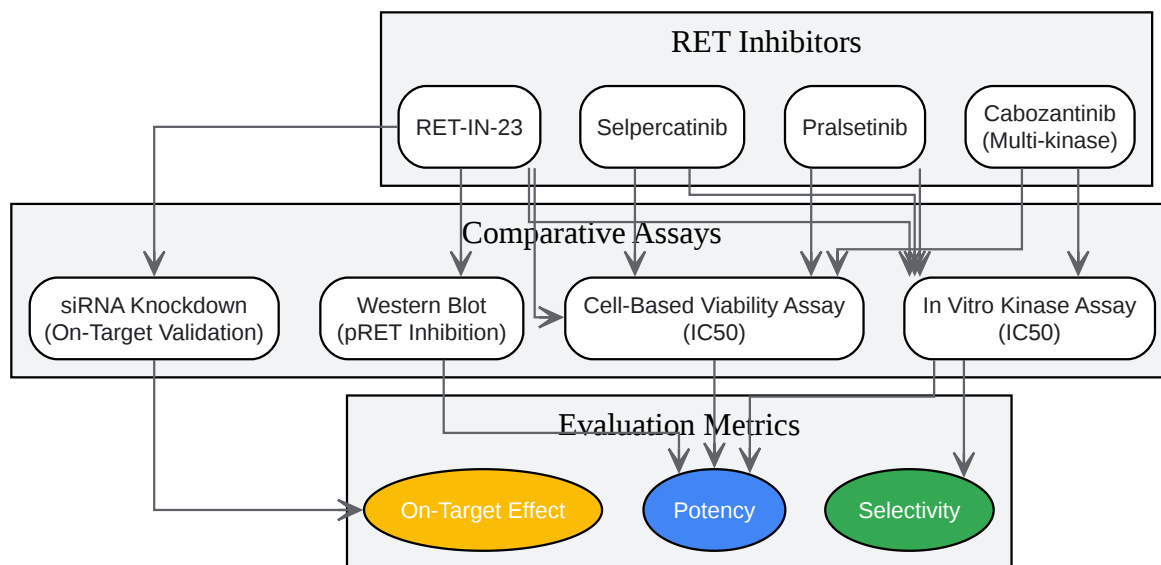 RET Inhibitors
RET-IN-23
Selpercatinib
Pralsetinib
Cabozantinib
(Multi-kinase)
Comparative Assays
siRNA Knockdown
(On-Target Validation)
Western Blot
(pRET Inhibition)
Cell-Based Viability Assay
(IC50)
In Vitro Kinase Assay
(IC50)
Evaluation Metrics
On-Target Effect
Potency
Selectivity